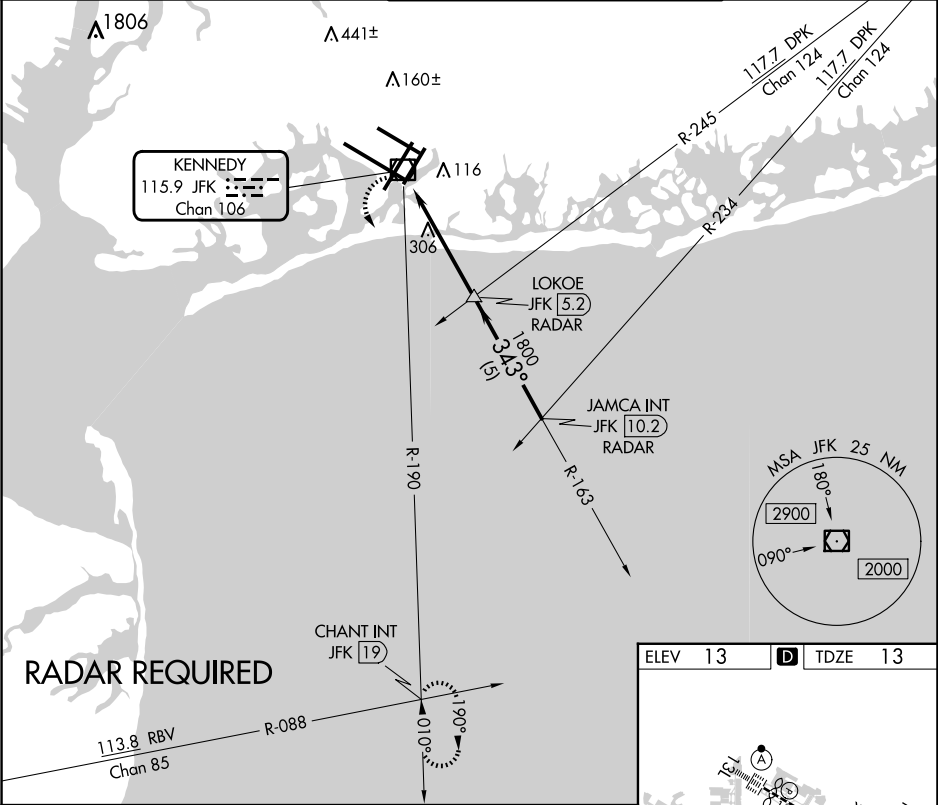 1806
441±
160±
117.7 DPK
Chan 124
117.7 DPK
Chan 124
R-245
KENNEDY
115.9 JFK
Chan 106
116
R-234
306
LOKOE
JFK 5.2
RADAR
1800
343°
(5)
JAMCA INT
JFK 10.2
RADAR
R-190
R-163
MSA JFK 25 NM
180°
2900
090°
2000
CHANT INT
JFK 19
RADAR REQUIRED
ELEV 13 D TDZE 13
190°
010°
R-088
113.8 RBV
Chan 85
A
13L
P